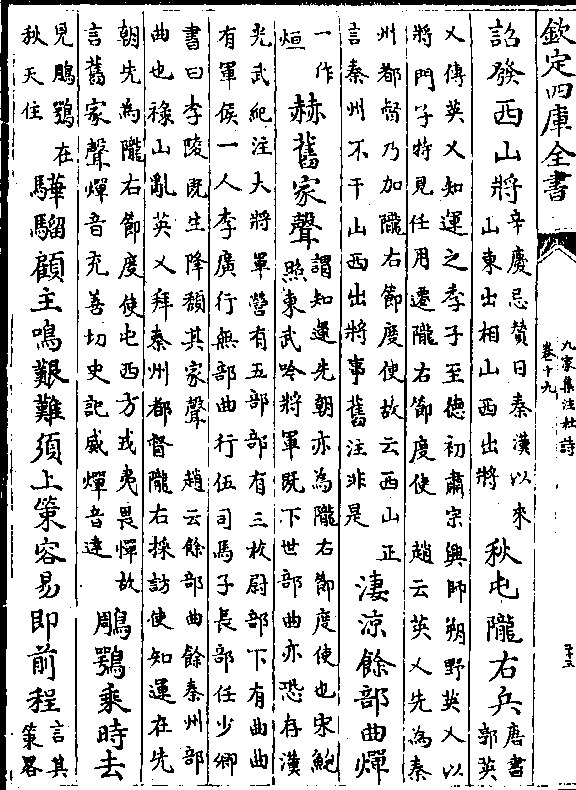 欽定四庫全書
九家集注杜詩
卷十九
詔發西山將
辛慶忌賛曰秦漢以來
山東出相山西出將
秋屯隴右兵
唐書
郭英
乂傳英乂知運之季子至德初肅宗興師朔野英乂以
將門子特見任用遷隴右節度使　趙云英乂先為秦
州都督乃加隴右節度使故云西山正
言秦州不干山西出將事舊注非是
淒涼餘部曲燀
一作
烜
赫舊家聲
謂知運先朝亦為隴右節度使也宋鮑
照東武吟將軍既下世部曲亦恐存漢
光武紀注大將軍營有五部部有三校尉部下有曲曲
有軍侯一人李廣行無部曲行伍司馬子長部任少卿
書曰李陵既生降頽其家聲　趙云餘部曲餘秦州部
曲也祿山亂英乂拜秦州都督隴右採訪使知運在先
朝先為隴右節度使屯西方戎夷畏憚故
言舊家聲燀音充善切史記威燀音達
鵰鶚乘時去
見鵰鶚在
秋天住
驊騮顧主鳴艱難須上策容易即前程
言其
策畧